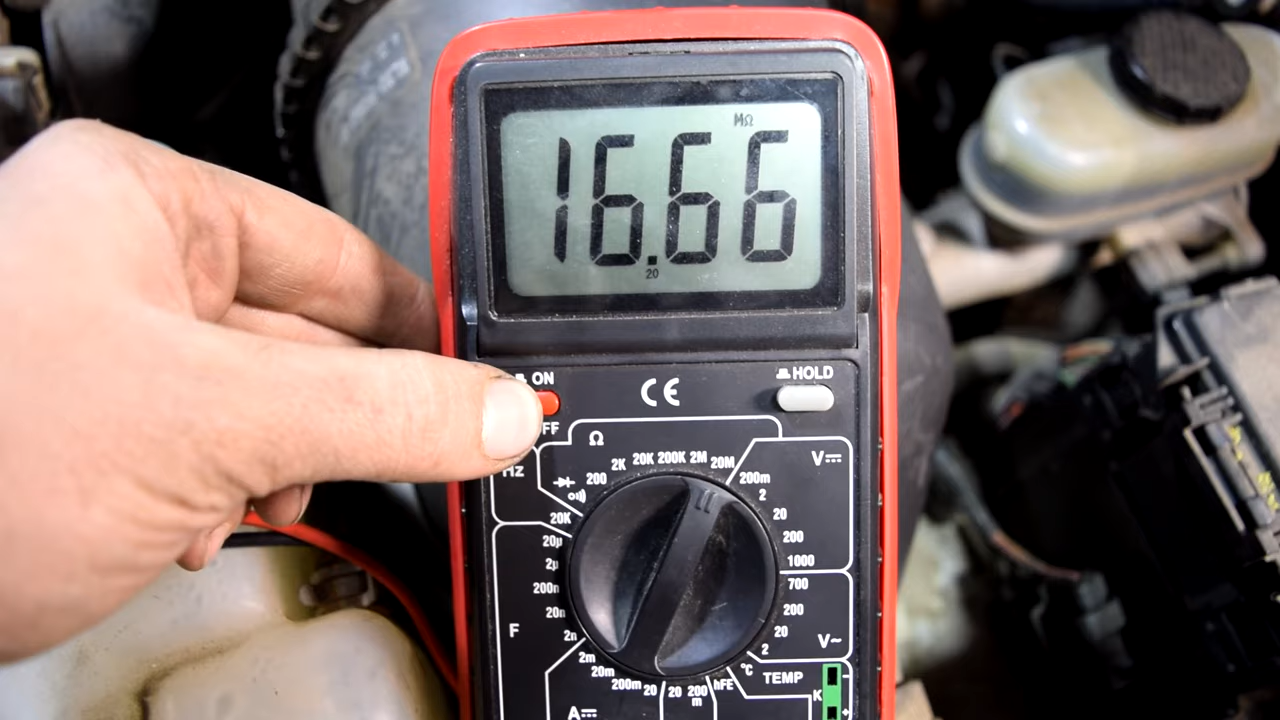 MΩ
16.66
20
ON
HOLD
CE
FF
Ω
Hz
2K 20K 200K 2M 20M
200
V
200m
2
20K
20
20µ
200
2µ
1000
200n
700
20n
200
F
2n
20
V~
2
2m
20m
°C
TEMP
200m 20 20 200m hFE
K
A